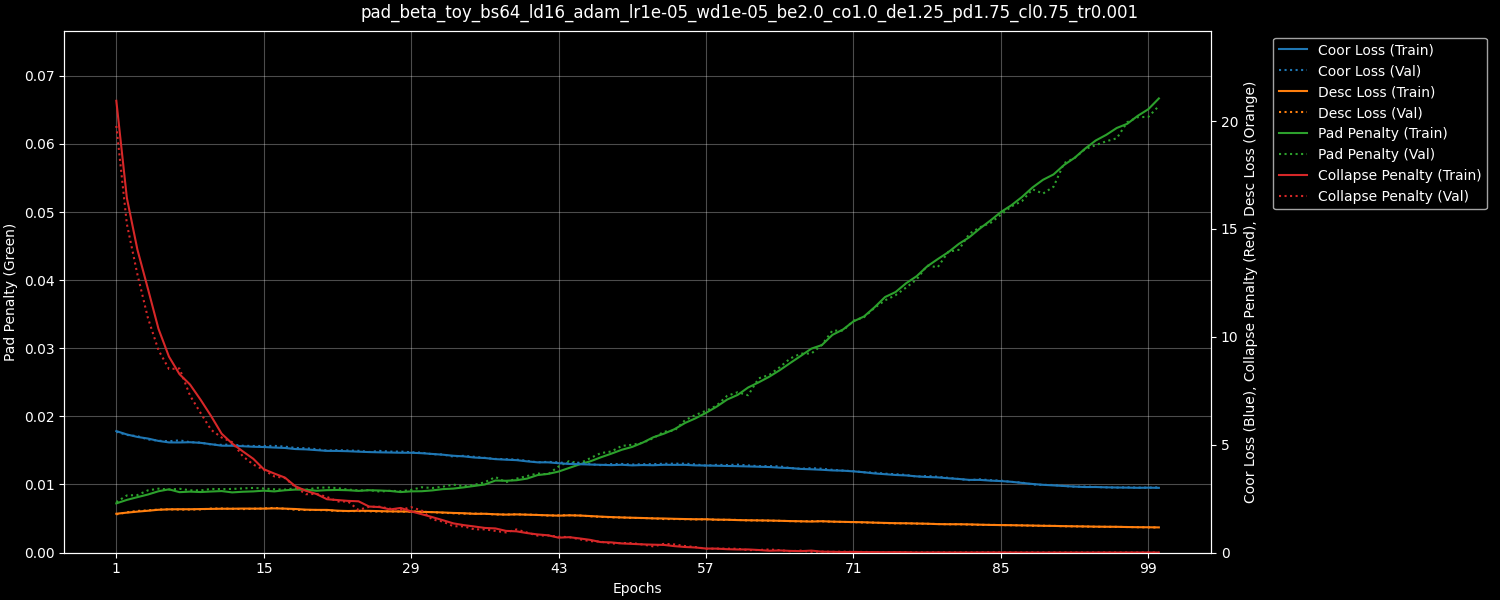 pad_beta_toy_bs64_ld16_adam_lr1e-05_wd1e-05_be2.0_co1.0_de1.25_pd1.75_cl0.75_tr0.001
Pad Penalty (Green)
0.07
0.06
0.05
0.04
0.03
0.02
0.01
0.00
1 15 29 43 57 71 85 99
Epochs
20
15
10
5
0
Coor Loss (Blue), Collapse Penalty (Red), Desc Loss (Orange)
Coor Loss (Train)
Coor Loss (Val)
Desc Loss (Train)
Desc Loss (Val)
Pad Penalty (Train)
Pad Penalty (Val)
Collapse Penalty (Train)
Collapse Penalty (Val)